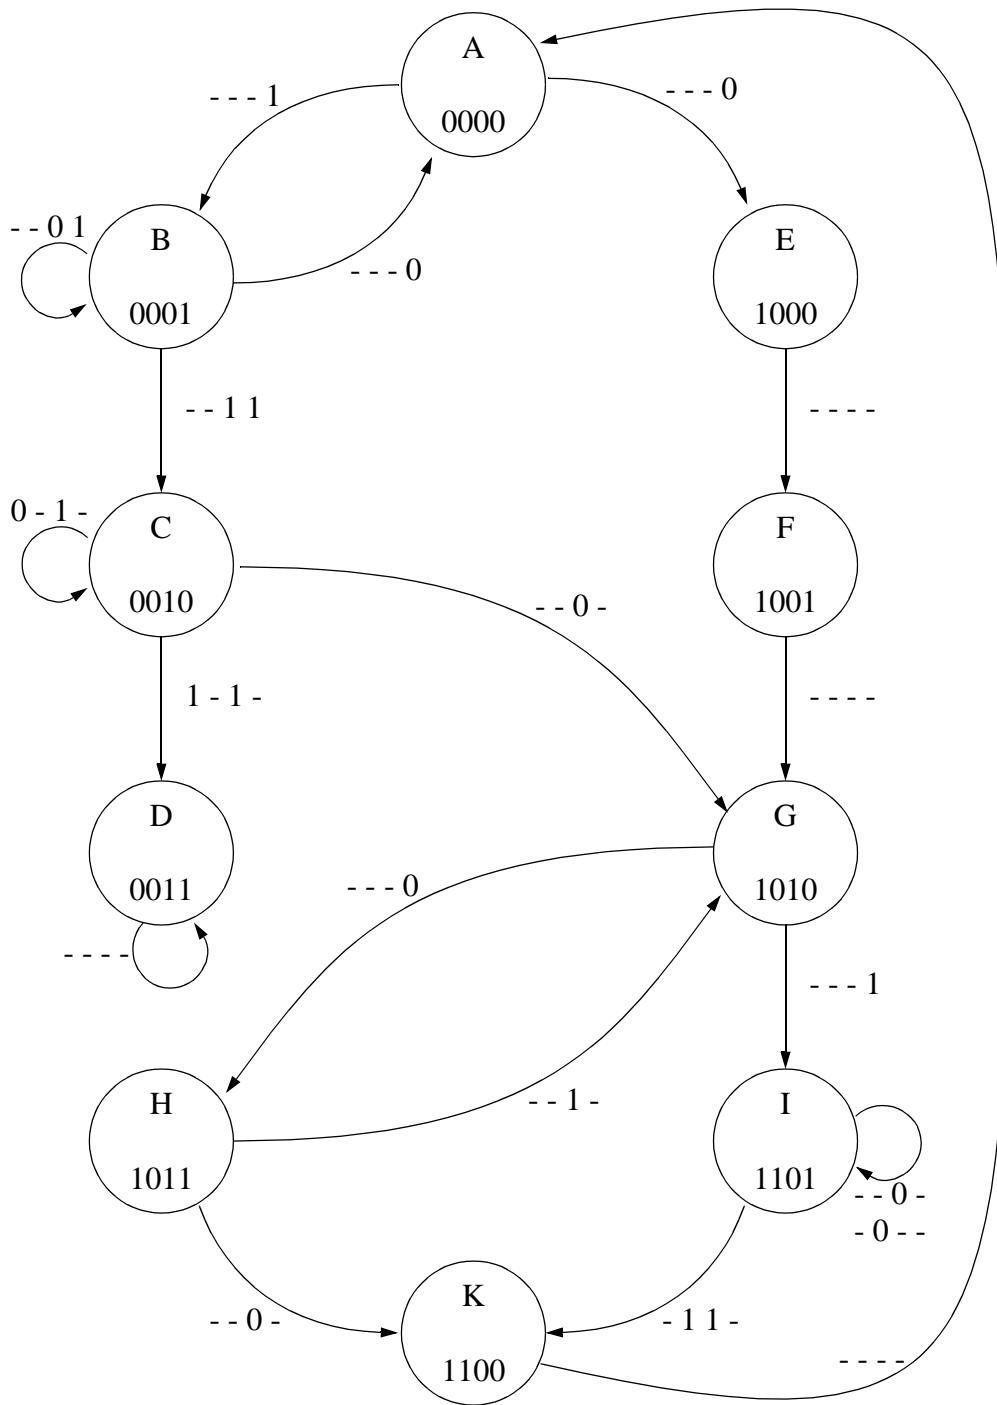 A
0000
- - - 1
- - - 0
- - 0 1
B
0001
- - - 0
E
1000
- - 1 1
- - - -
0 - 1 -
C
0010
- - 0 -
F
1001
1 - 1 -
- - - -
D
0011
- - - -
G
1010
- - - 0
- - - 1
H
1011
- - 1 -
I
1101
- - 0 -
- 0 - -
- - 0 -
K
1100
- 1 1 -
- - - -